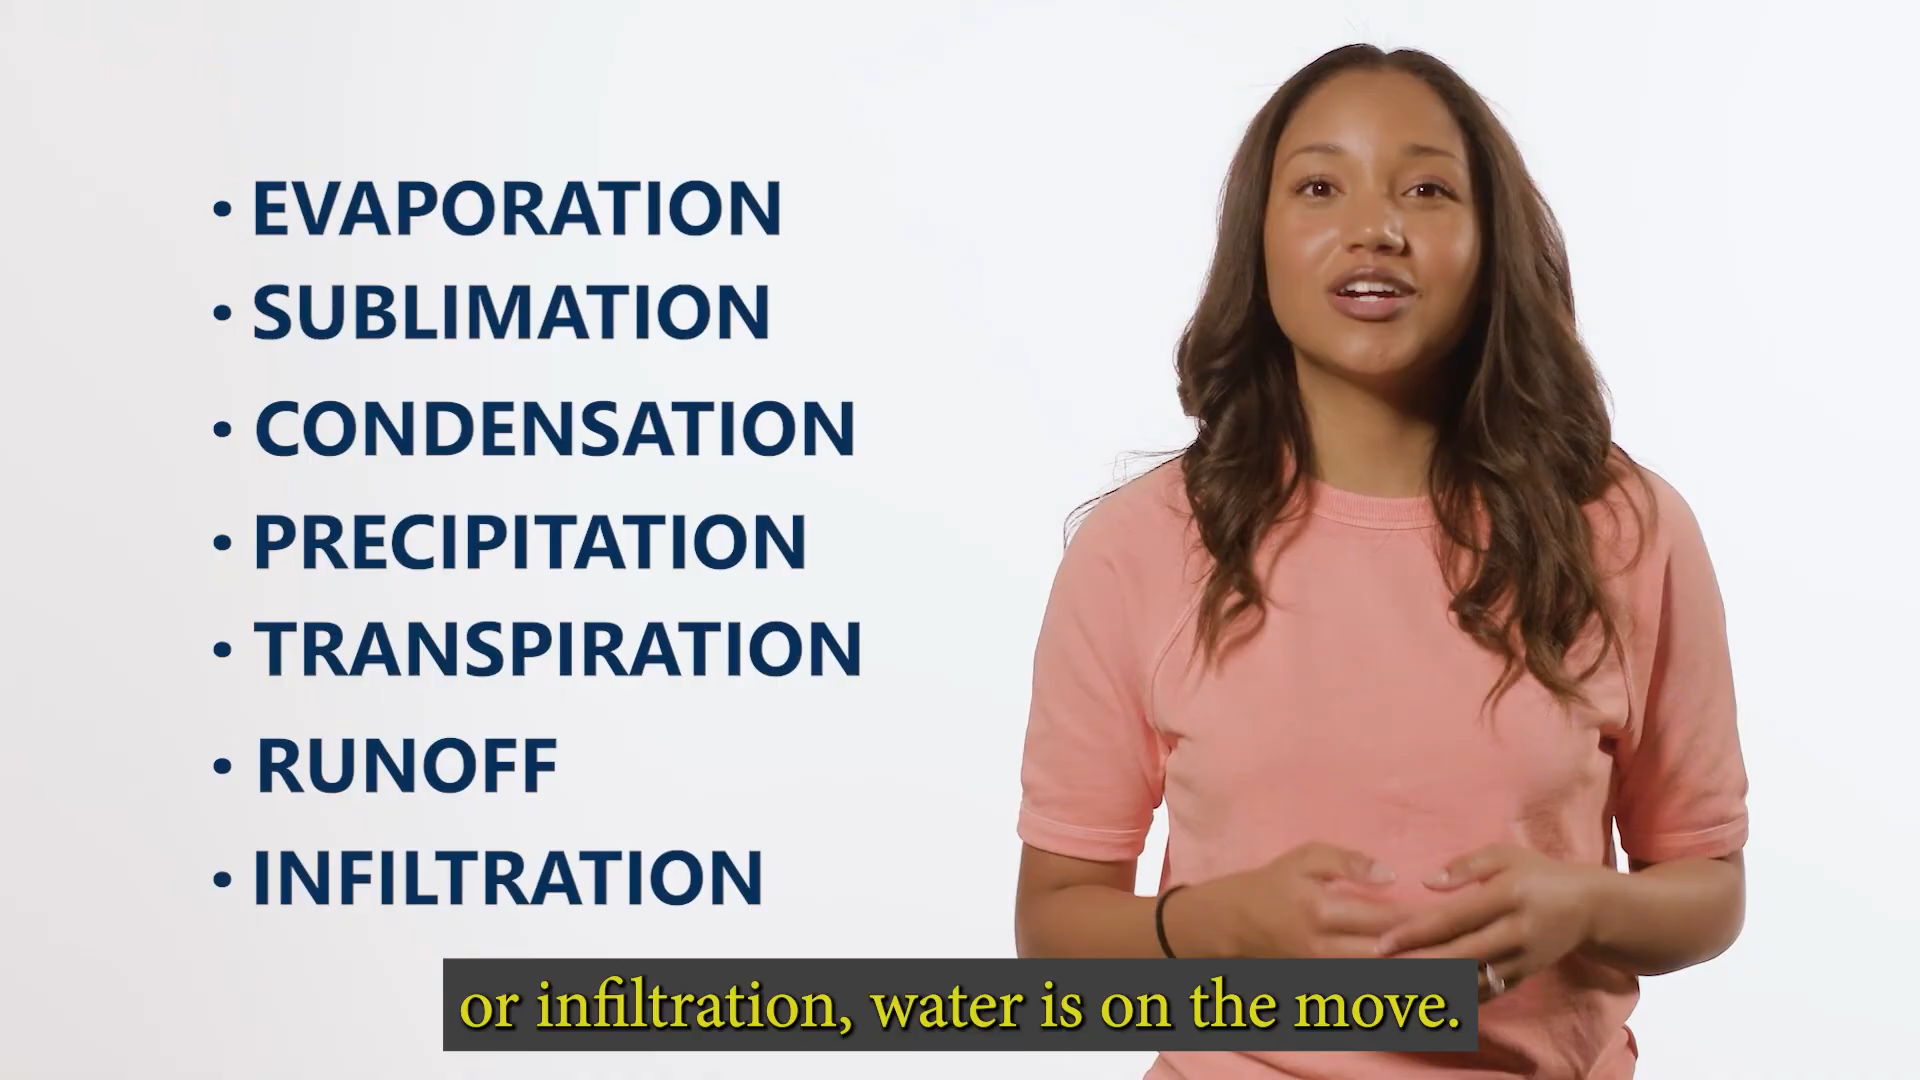 • EVAPORATION
• SUBLIMATION
• CONDENSATION
• PRECIPITATION
• TRANSPIRATION
• RUNOFF
• INFILTRATION
or infiltration, water is on the move.